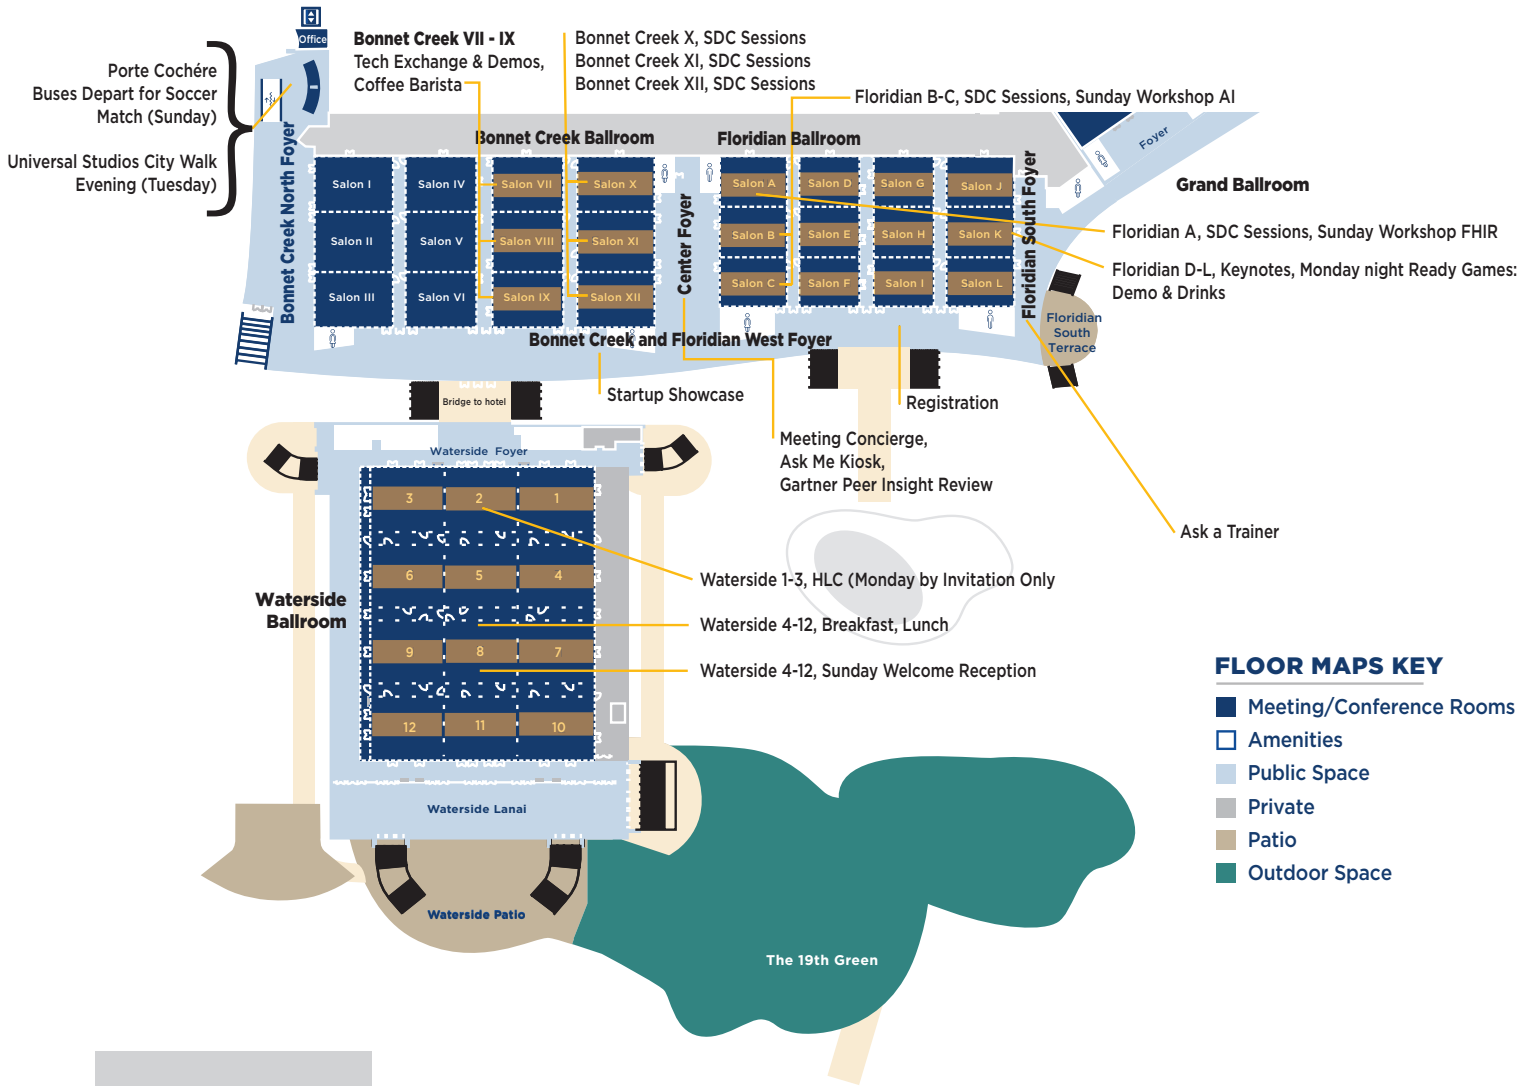 Office
Porte Cochére
Buses Depart for Soccer
Match (Sunday)
Universal Studios City Walk
Evening (Tuesday)
Bonnet Creek VII - IX
Tech Exchange & Demos,
Coffee Barista
Bonnet Creek X, SDC Sessions
Bonnet Creek XI, SDC Sessions
Bonnet Creek XII, SDC Sessions
Floridian B-C, SDC Sessions, Sunday Workshop AI
Bonnet Creek North Foyer
Bonnet Creek Ballroom
Floridian Ballroom
Foyer
Grand Ballroom
Salon I
Salon IV
Salon VII
Salon X
Salon A
Salon D
Salon G
Salon J
Salon II
Salon V
Salon VIII
Salon XI
Salon B
Salon E
Salon H
Salon K
Salon III
Salon VI
Salon IX
Salon XII
Salon C
Salon F
Salon I
Salon L
Center Foyer
Floridian South Foyer
Floridian A, SDC Sessions, Sunday Workshop FHIR
Floridian D-L, Keynotes, Monday night Ready Games:
Demo & Drinks
Floridian
South
Terrace
Bonnet Creek and Floridian West Foyer
Bridge to hotel
Startup Showcase
Registration
Meeting Concierge,
Ask Me Kiosk,
Gartner Peer Insight Review
Ask a Trainer
Waterside Foyer
3
2
1
6
5
4
9
8
7
12
11
10
Waterside
Ballroom
Waterside 1-3, HLC (Monday by Invitation Only
Waterside 4-12, Breakfast, Lunch
Waterside 4-12, Sunday Welcome Reception
Waterside Lanai
Waterside Patio
The 19th Green
FLOOR MAPS KEY
Meeting/Conference Rooms
Amenities
Public Space
Private
Patio
Outdoor Space